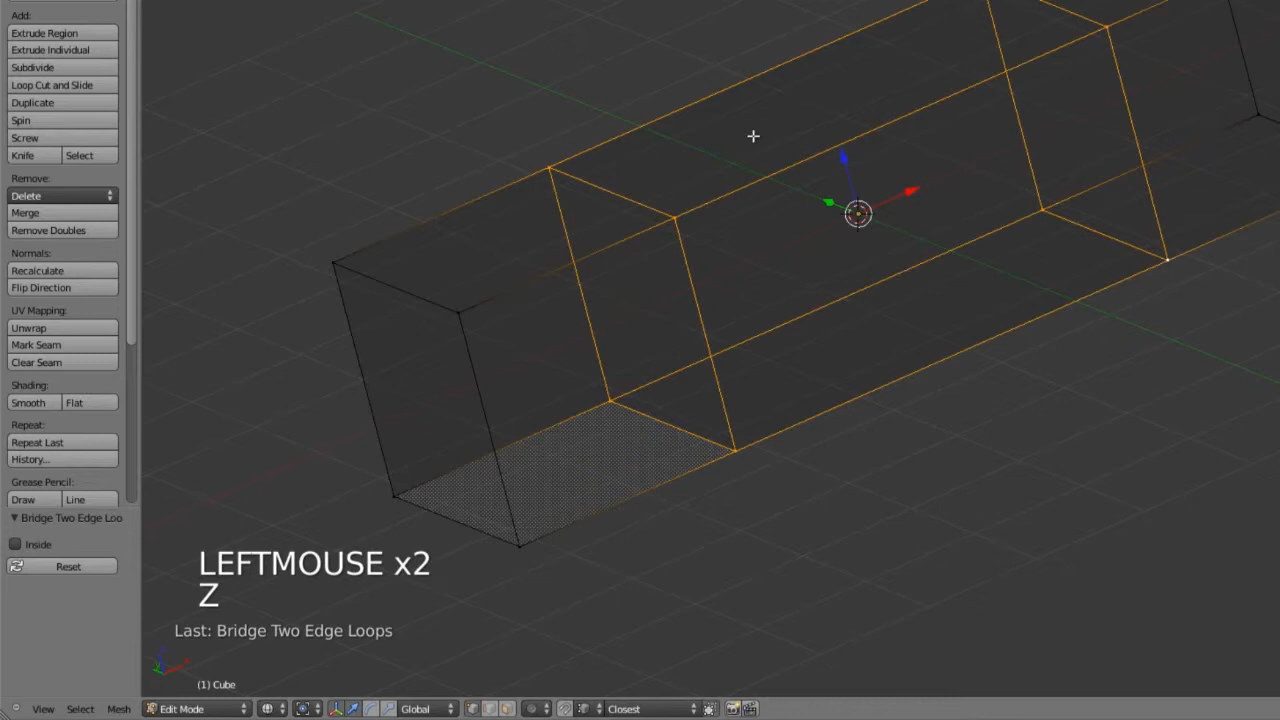 Add:
Extrude Region
Extrude Individual
Subdivide
Loop Cut and Slide
Duplicate
Spin
Screw
Knife Select
Remove:
Delete
Merge
Remove Doubles
Normals:
Recalculate
Flip Direction
UV Mapping:
Unwrap
Mark Seam
Clear Seam
Shading:
Smooth Flat
Repeat:
Repeat Last
History...
Grease Pencil:
Draw Line
Bridge Two Edge Loo
Inside
Reset
LEFTMOUSE x2
Z
Last: Bridge Two Edge Loops
(1) Cube
View Select Mesh Edit Mode Global Closest